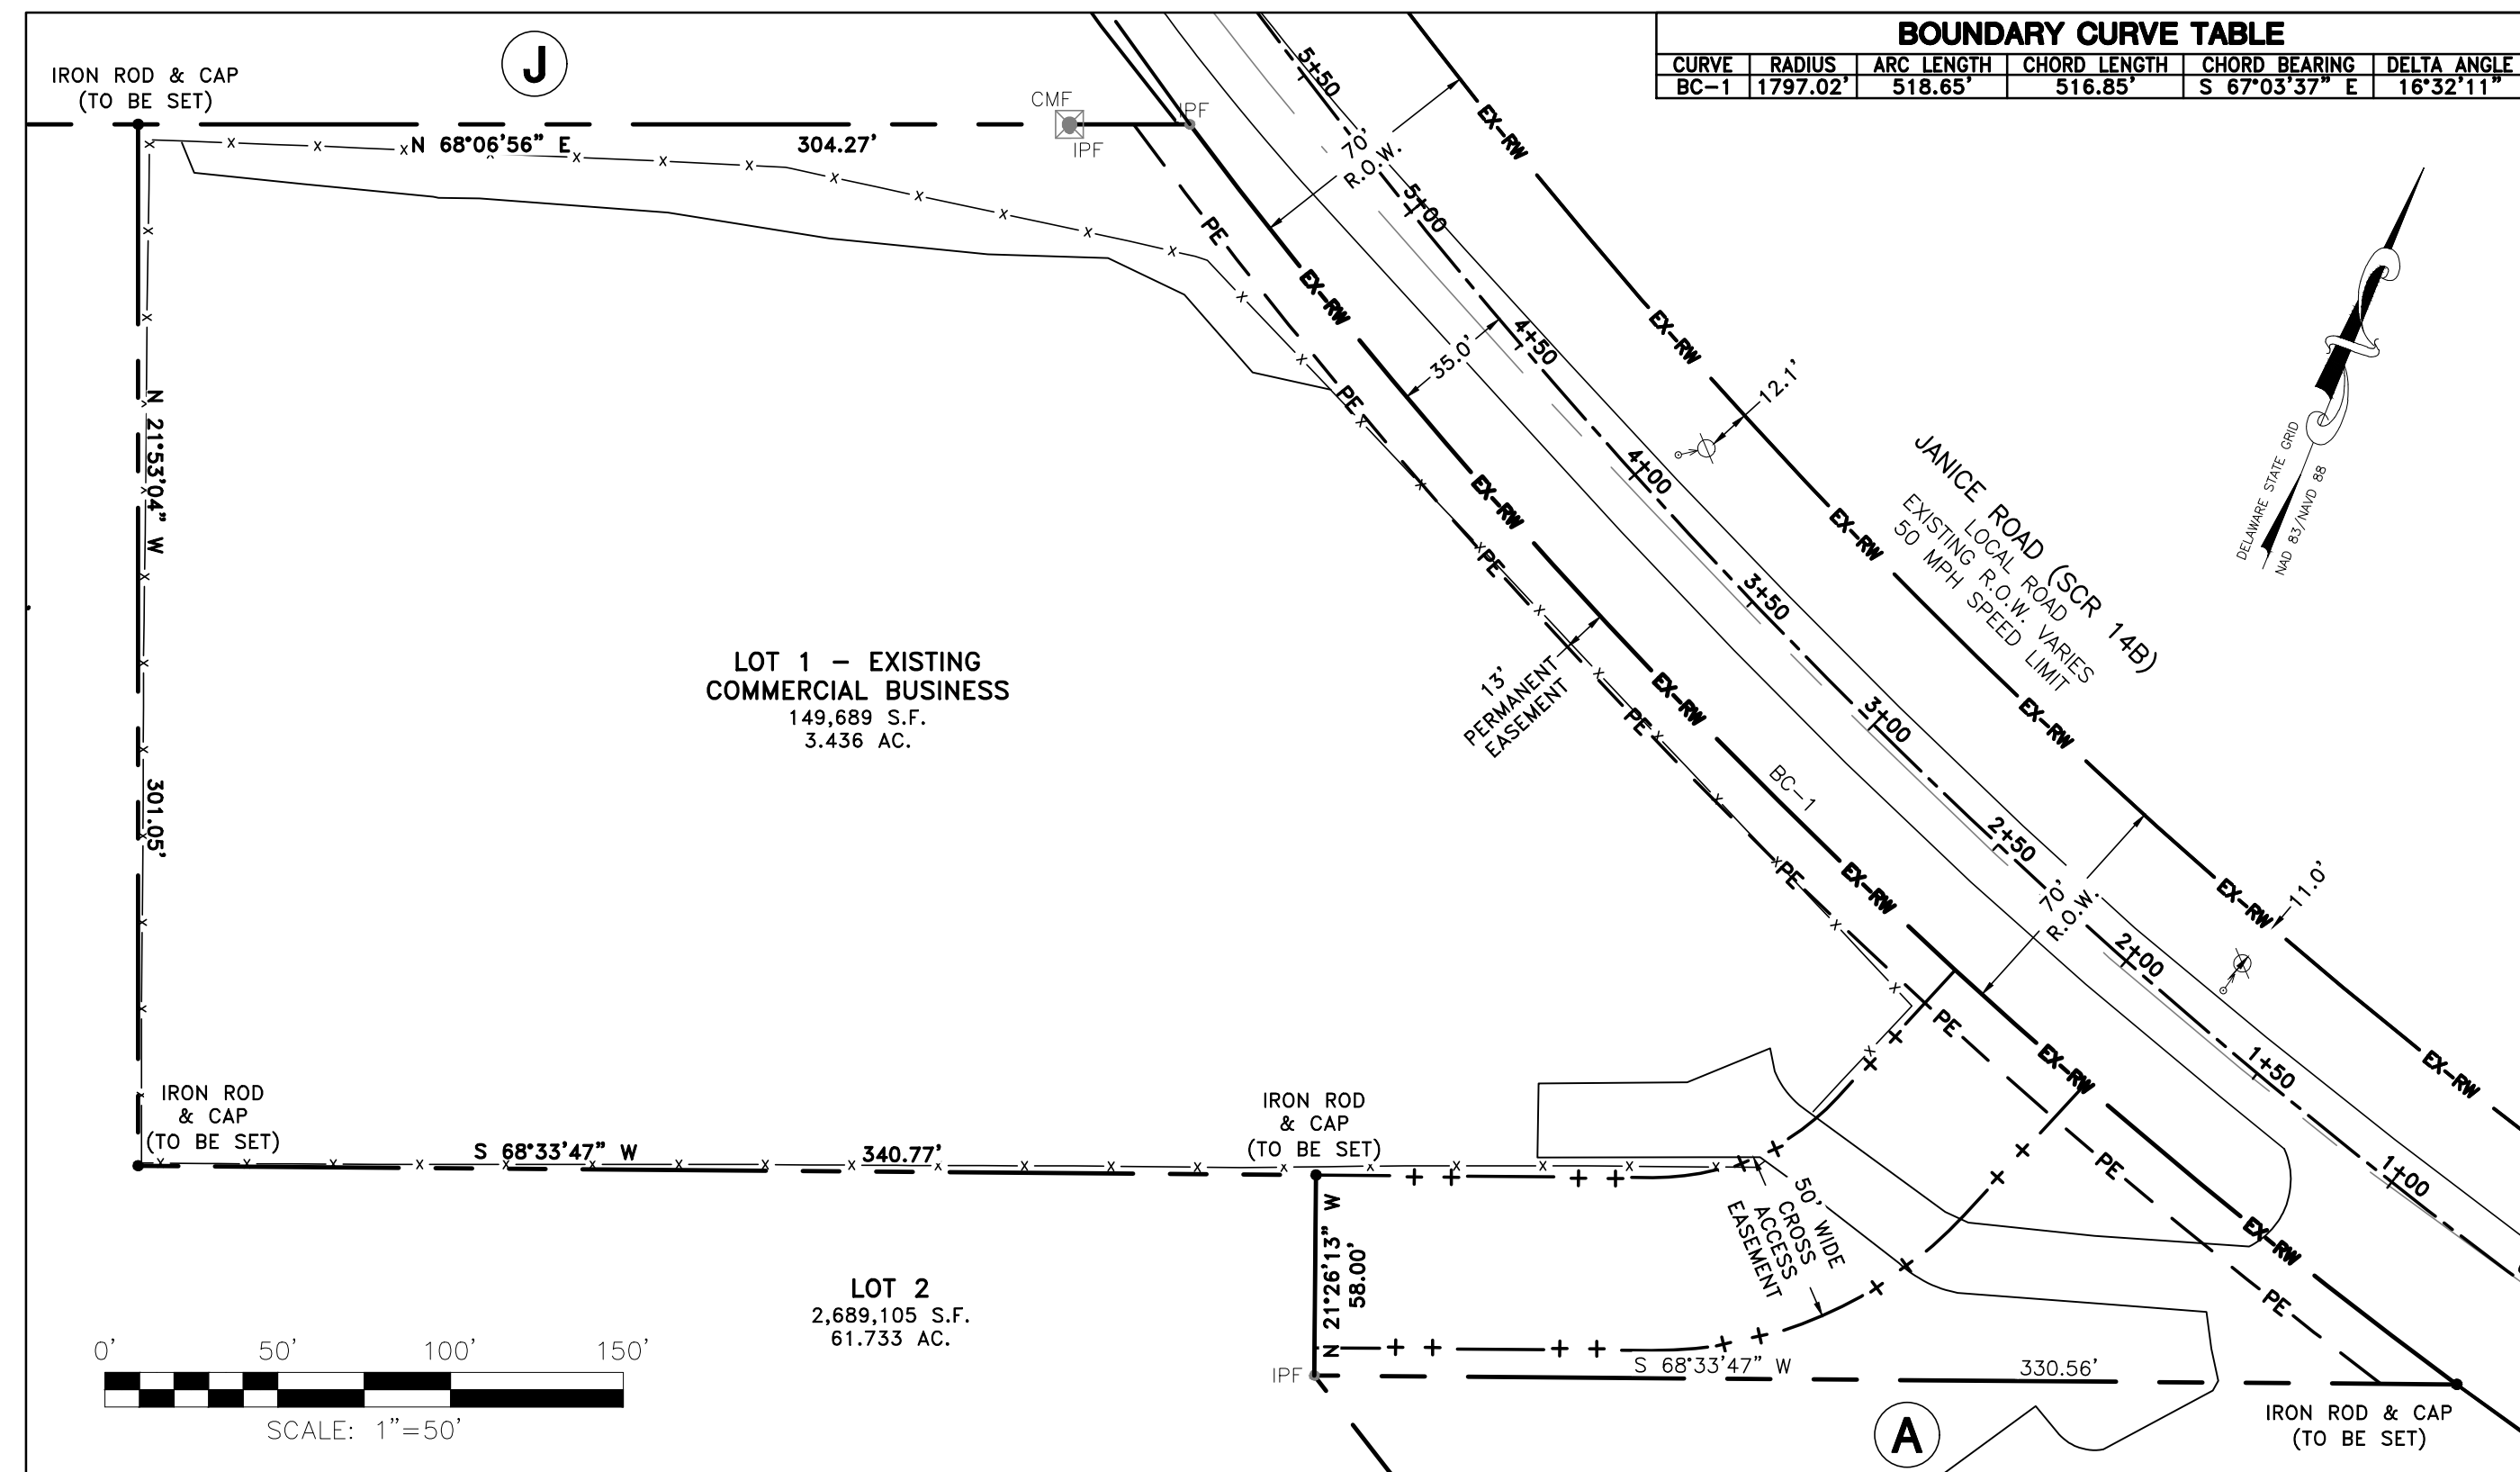 BOUNDARY CURVE TABLE
CURVE RADIUS ARC LENGTH CHORD LENGTH CHORD BEARING DELTA ANGLE
BC-1 1797.02' 518.65' 516.85' S 67°03'37" E 16°32'11"
IRON ROD & CAP
(TO BE SET)
J
CMF
IPF
IPF
N 68°06'56" E
304.27'
5+50
70'
R.O.W.
EX-RW
5+00
PE
EX-RW
4+50
35.0'
EX-RW
12.1'
PE
N 21°53'04" W
4+00
EX-RW
EX-RW
JANICE ROAD (SCR 14B)
LOCAL ROAD
EXISTING R.O.W. VARIES
50 MPH SPEED LIMIT
DELAWARE STATE GRID
NAD 83/NAVD 88
PE
3+50
LOT 1 - EXISTING
COMMERCIAL BUSINESS
149,689 S.F.
3.436 AC.
13'
PERMANENT
EASEMENT
EX-RW
PE
3+00
EX-RW
BC-1
301.05'
2+50
PE
EX-RW
70'
R.O.W.
EX-RW
11.0'
2+00
PE
EX-RW
1+50
EX-RW
IRON ROD
& CAP
(TO BE SET)
IRON ROD
& CAP
(TO BE SET)
S 68°33'47" W
340.77'
PE
1+00
50' WIDE
CROSS
ACCESS
EASEMENT
N 21°26'13" W
58.00'
EX-RW
PE
LOT 2
2,689,105 S.F.
61.733 AC.
0' 50' 100' 150'
SCALE: 1"=50'
IPF
S 68°33'47" W
330.56'
A
IRON ROD & CAP
(TO BE SET)